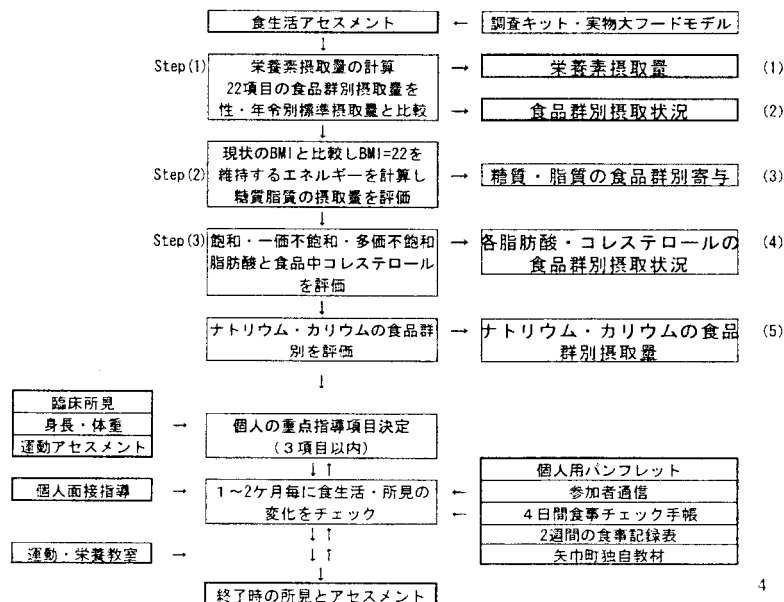 食生活アセスメント ← 調査キット・実物大フードモデル
↓
Step(1) 栄養素摂取量の計算 → 栄養素摂取量 (1)
22項目の食品群別摂取量を
性・年令別標準摂取量と比較 → 食品群別摂取状況 (2)
↓
現状のBMIと比較しBMI=22を
Step(2) 維持するエネルギーを計算し → 糖質・脂質の食品群別寄与 (3)
糖質脂質の摂取量を評価
↓
Step(3) 飽和・一価不飽和・多価不飽和 → 各脂肪酸・コレステロールの (4)
脂肪酸と食品中コレステロール 食品群別摂取状況
を評価
↓
ナトリウム・カリウムの食品群 → ナトリウム・カリウムの食品 (5)
別を評価 群別摂取量
↓
臨床所見
身長・体重 → 個人の重点指導項目決定
運動アセスメント (3項目以内)
↓ ↑ 個人用パンフレット
個人面接指導 → 1～2ケ月毎に食生活・所見の ← 参加者通信
変化をチェック ← 4日間食事チェック手帳
↓ ↑ 2週間の食事記録表
運動・栄養教室 → ↓ ↑ 矢巾町独自教材
↓
終了時の所見とアセスメント
4